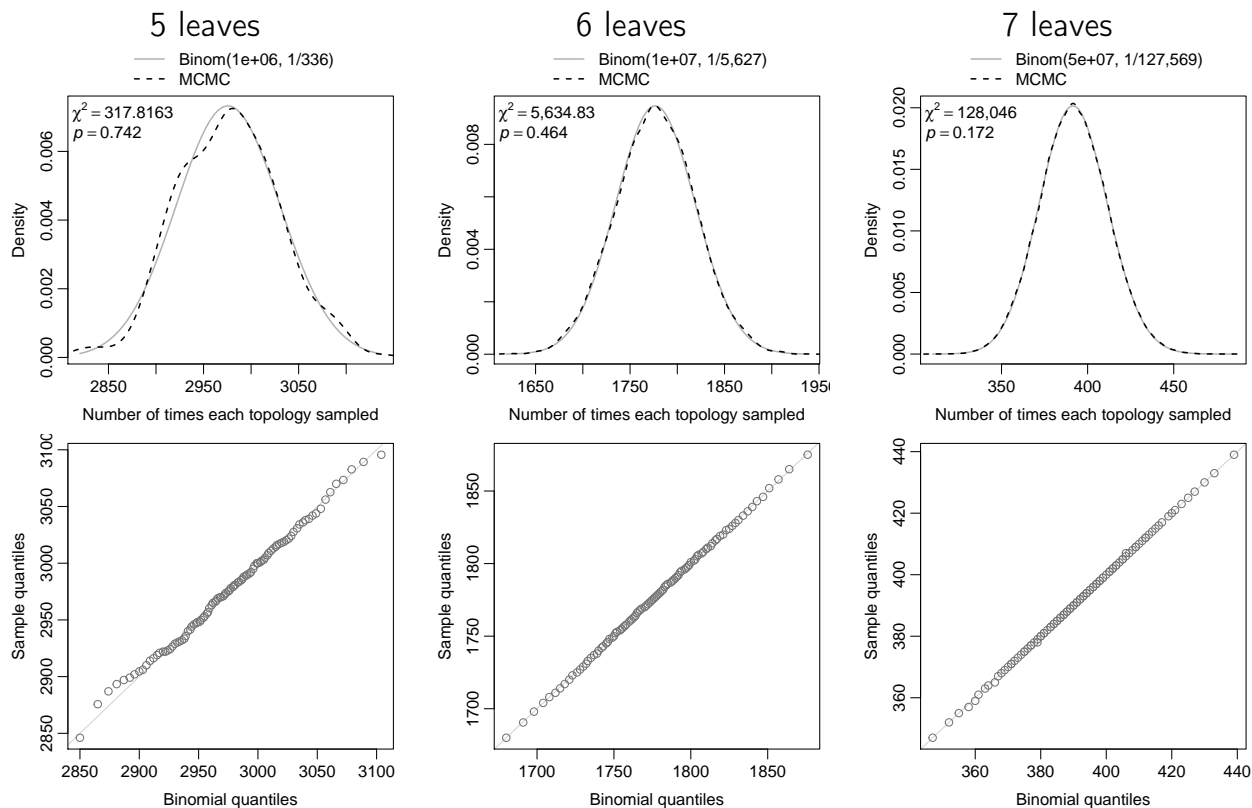 5 leaves
Binom(1e+06, 1/336)
MCMC
χ² = 317.8163
p = 0.742
0.000 0.002 0.004 0.006
Density
2850 2950 3050
Number of times each topology sampled
6 leaves
Binom(1e+07, 1/5,627)
MCMC
χ² = 5,634.83
p = 0.464
0.000 0.004 0.008
Density
1650 1750 1850 1950
Number of times each topology sampled
7 leaves
Binom(5e+07, 1/127,569)
MCMC
χ² = 128,046
p = 0.172
0.000 0.005 0.010 0.015 0.020
Density
350 400 450
Number of times each topology sampled
2850 2900 2950 3000 3050 3100
Sample quantiles
2850 2900 2950 3000 3050 3100
Binomial quantiles
1700 1750 1800 1850
Sample quantiles
1700 1750 1800 1850
Binomial quantiles
360 380 400 420 440
Sample quantiles
360 380 400 420 440
Binomial quantiles